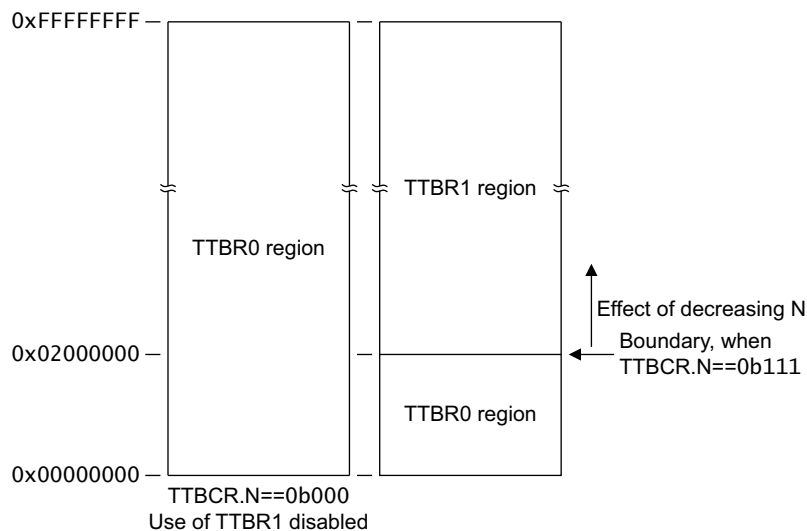 0xFFFFFFFF
TTBR1 region
TTBR0 region
Effect of decreasing N
0x02000000
Boundary, when
TTBCR.N==0b111
TTBR0 region
0x00000000
TTBCR.N==0b000
Use of TTBR1 disabled